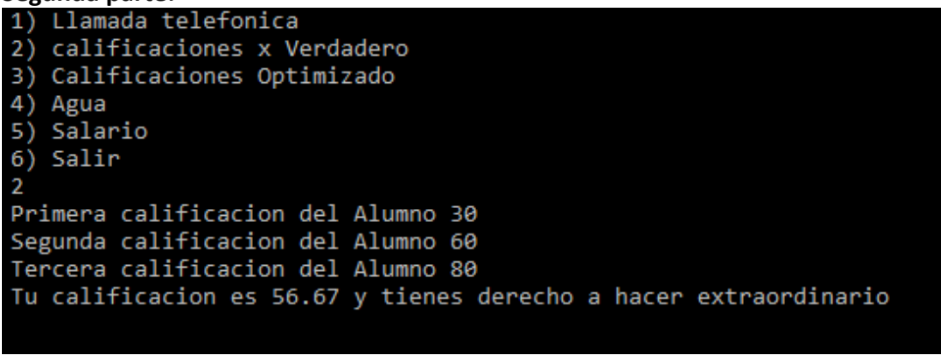 Segunda parte.
1) Llamada telefonica
2) calificaciones x Verdadero
3) Calificaciones Optimizado
4) Agua
5) Salario
6) Salir
2
Primera calificacion del Alumno 30
Segunda calificacion del Alumno 60
Tercera calificacion del Alumno 80
Tu calificacion es 56.67 y tienes derecho a hacer extraordinario